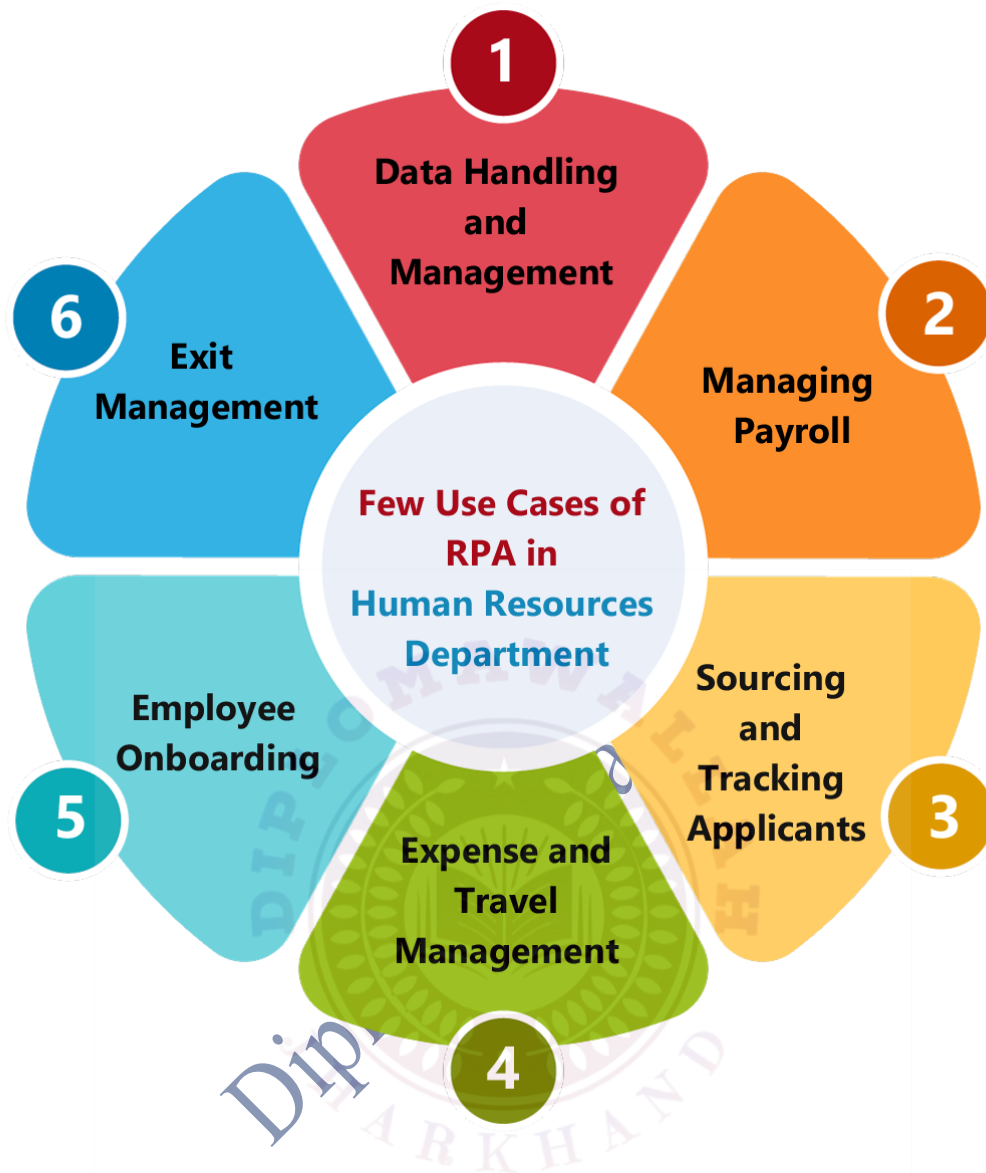 1
Data Handling
and
Management
2
Managing
Payroll
3
Sourcing
and
Tracking
Applicants
4
Expense and
Travel
Management
5
Employee
Onboarding
6
Exit
Management
Few Use Cases of
RPA in
Human Resources
Department